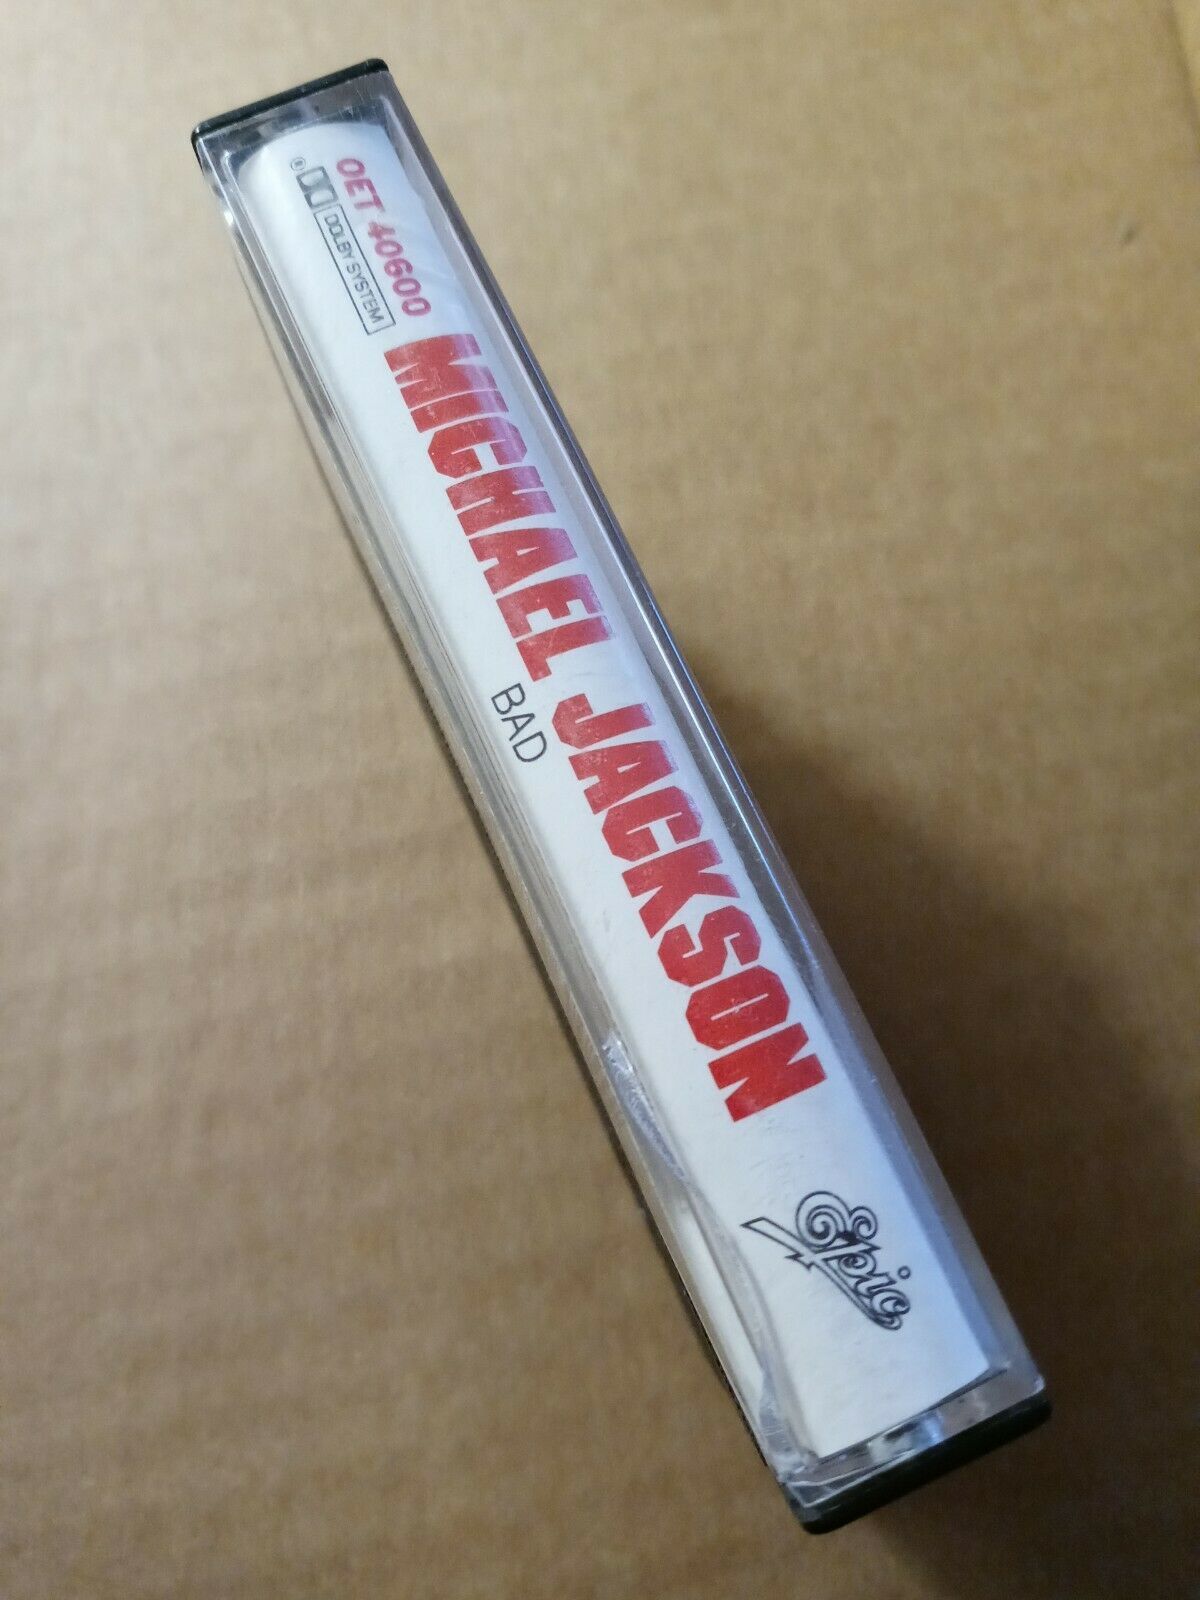 OET 40600
® DOLBY SYSTEM
MICHAEL JACKSON
BAD
Epic